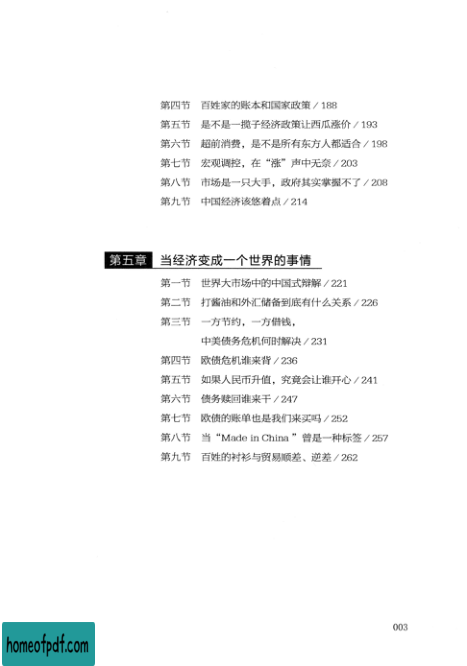 第四节 百姓家的账本和国家政策 / 188
第五节 是不是一揽子经济政策让西瓜涨价 / 193
第六节 超前消费，是不是所有东方人都适合 / 198
第七节 宏观调控，在“涨”声中无奈 / 203
第八节 市场是一只大手，政府其实掌握不了 / 208
第九节 中国经济该悠着点 / 214
第五章 当经济变成一个世界的事情
第一节 世界大市场中的中国式辩解 / 221
第二节 打酱油和外汇储备到底有什么关系 / 226
第三节 一方节约，一方借钱，
中美债务危机何时解决 / 231
第四节 欧债危机谁来背 / 236
第五节 如果人民币升值，究竟会让谁开心 / 241
第六节 债务赎回谁来干 / 247
第七节 欧债的账单也是我们来买吗 / 252
第八节 当“Made in China ”曾是一种标签 / 257
第九节 百姓的衬衫与贸易顺差、逆差 / 262
003
homeofpdf.com